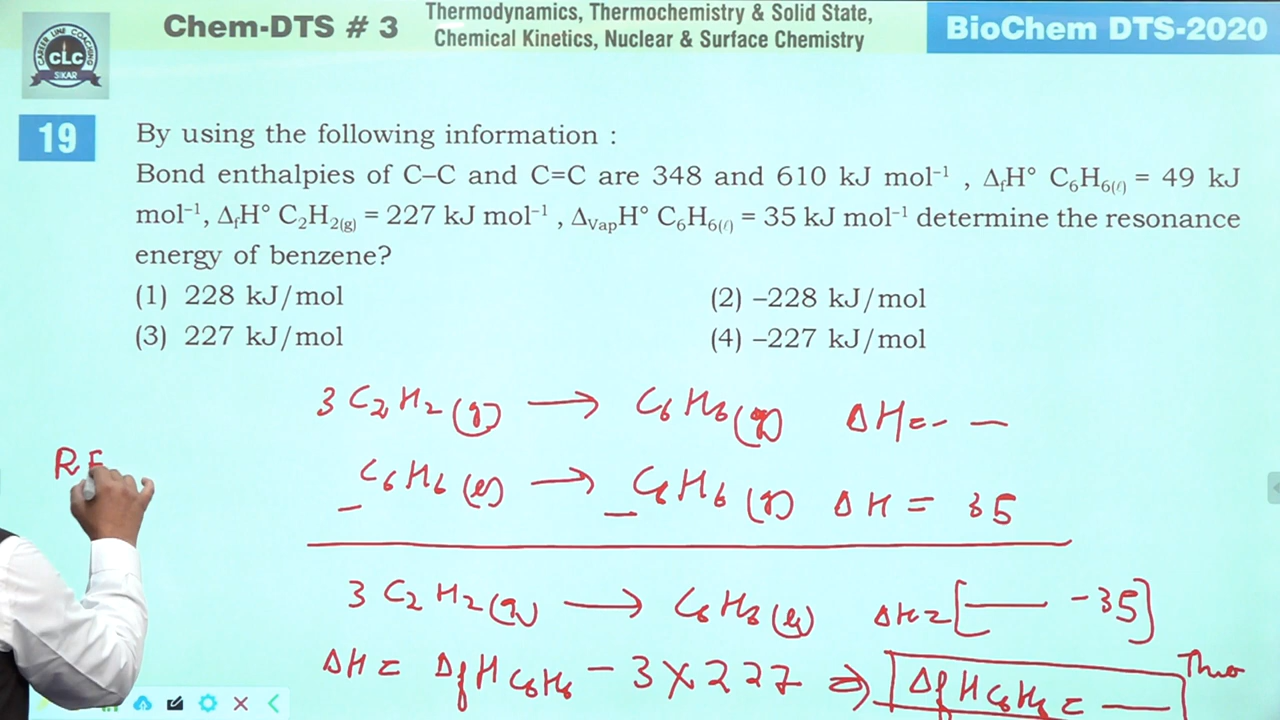 CAREER LINE COACHING
CLC
SIKAR
Chem-DTS # 3
Thermodynamics, Thermochemistry & Solid State,
Chemical Kinetics, Nuclear & Surface Chemistry
BioChem DTS-2020
19
By using the following information :
Bond enthalpies of C–C and C=C are 348 and 610 kJ mol⁻¹ , ΔfH° C₆H₆(ℓ) = 49 kJ
mol⁻¹, ΔfH° C₂H₂(g) = 227 kJ mol⁻¹ , ΔVapH° C₆H₆(ℓ) = 35 kJ mol⁻¹ determine the resonance
energy of benzene?
(1) 228 kJ/mol (2) –228 kJ/mol
(3) 227 kJ/mol (4) –227 kJ/mol
3 C₂H₂(g) → C₆H₆(g) ΔH = - —
C₆H₆(ℓ) → C₆H₆(g) ΔH = 35
— —
3 C₂H₂(g) → C₆H₆(ℓ) ΔH = [— -35]
ΔH = ΔfH C₆H₆ - 3×227 ⇒ ΔfH C₆H₆ = —
R E